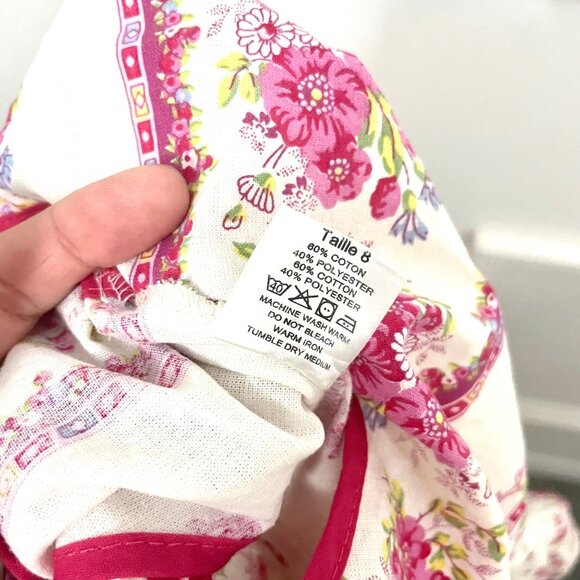 Taille 8
60% COTON
40% POLYESTER
60% COTTON
40% POLYESTER
40
MACHINE WASH WARM
DO NOT BLEACH
WARM IRON
TUMBLE DRY MEDIUM